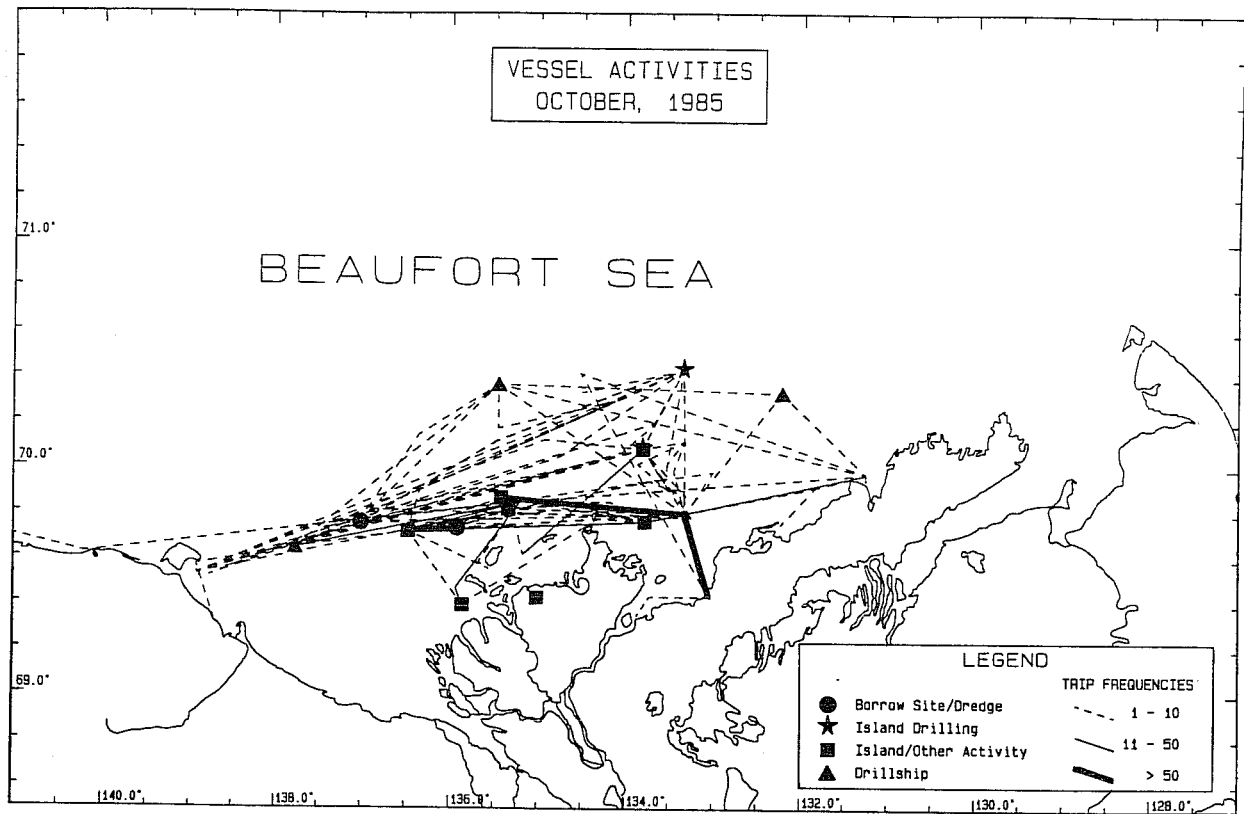 VESSEL ACTIVITIES
OCTOBER, 1985
71.0°
BEAUFORT SEA
70.0°
69.0°
LEGEND
TRIP FREQUENCIES
Borrow Site/Dredge
1 - 10
Island Drilling
11 - 50
Island/Other Activity
> 50
Drillship
140.0°
138.0°
136.0°
134.0°
132.0°
130.0°
128.0°